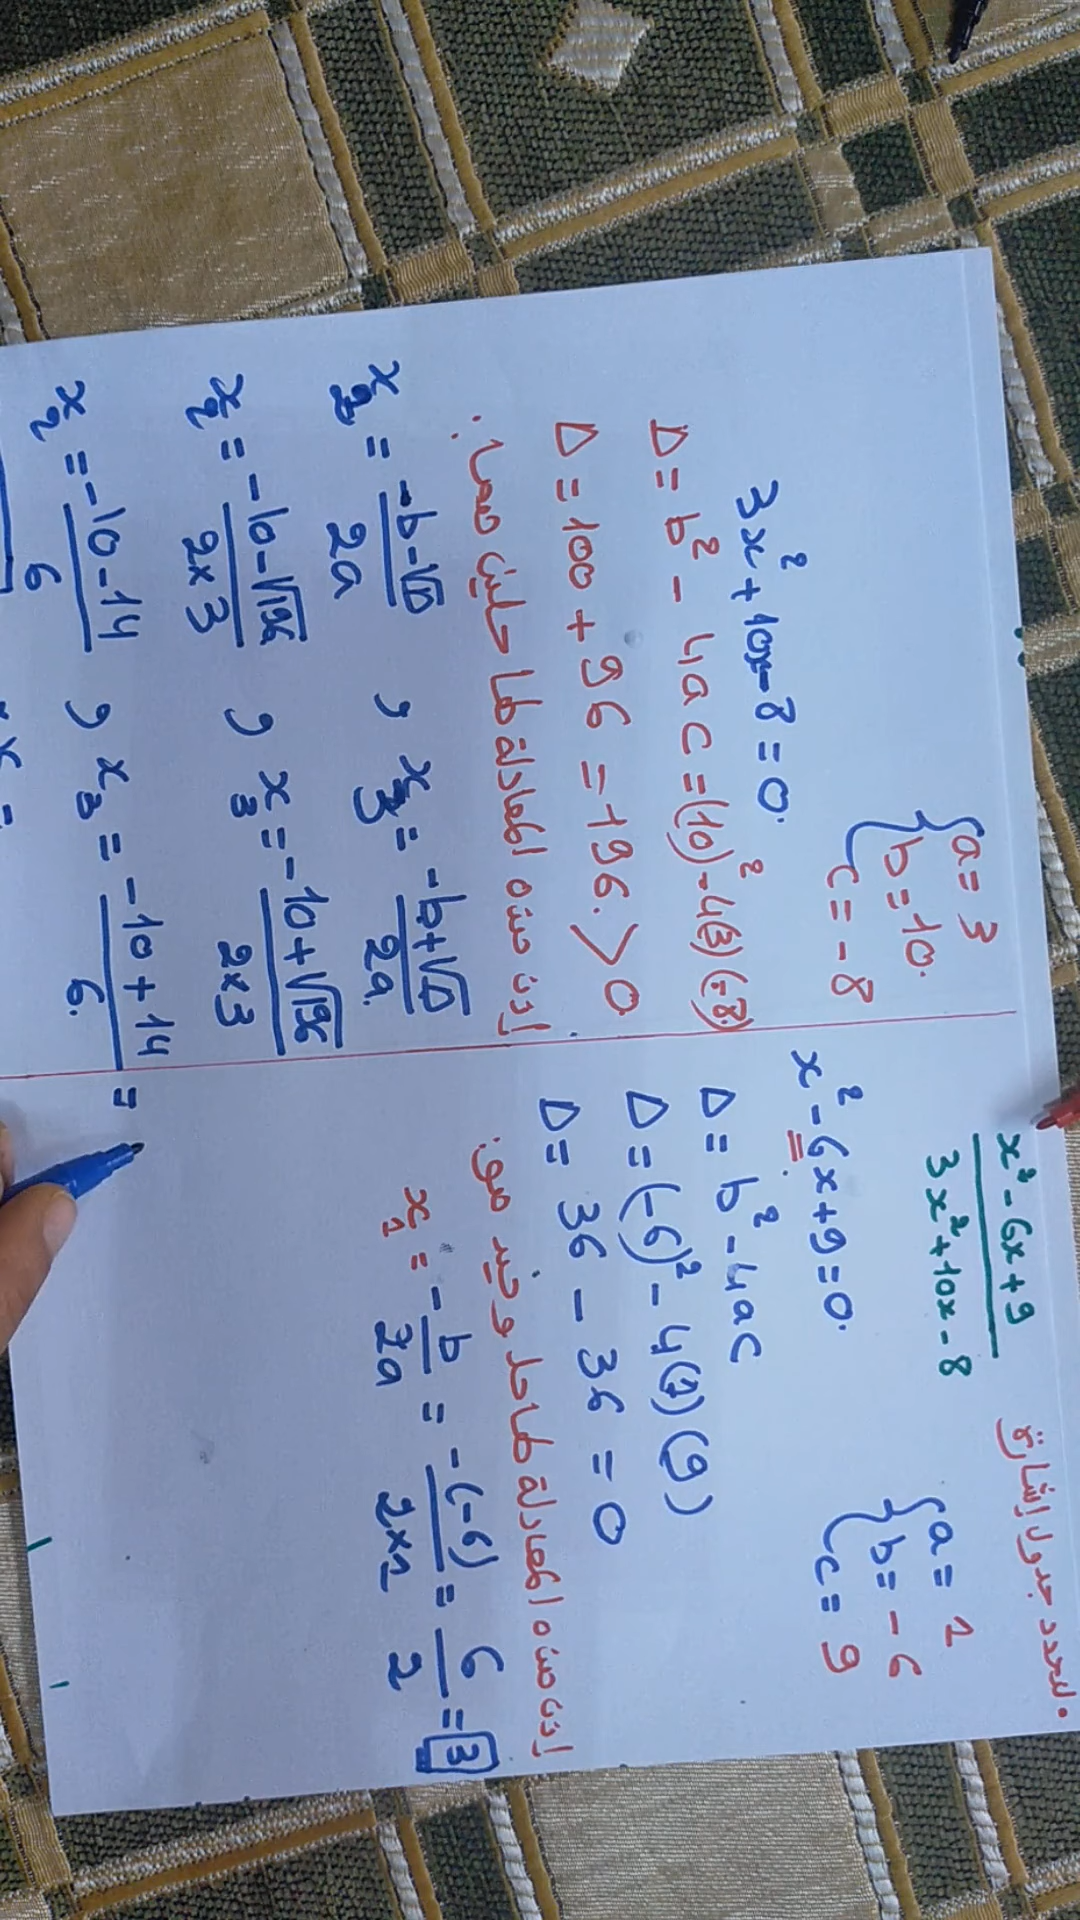 • لنحدد جدول إشارة
x² - 6x + 9
3x² + 10x - 8
x² - 6x + 9 = 0.
a = 1
b = - 6
c = 9
Δ = b² - 4ac
Δ = (-6)² - 4(1)(9)
Δ = 36 - 36 = 0
إذن هذه المعادلة لها حل وحيد هو:
x₁ = -b/2a = -(-6)/2×1 = 6/2 = 3
a = 3
b = 10.
c = - 8
3x² + 10x - 8 = 0.
Δ = b² - 4ac = (10)² - 4(3)(-8)
Δ = 100 + 96 = 196. > 0
إذن هذه المعادلة لها حلين هما:
x₂ = -b-√Δ/2a , x₃ = -b+√Δ/2a.
x₂ = -10-√196/2×3 , x₃ = -10+√196/2×3
x₂ = -10-14/6 , x₃ = -10+14/6. =